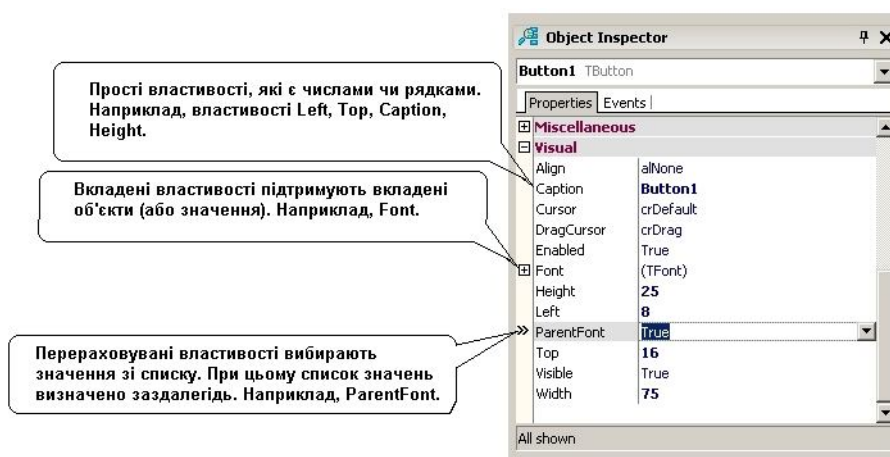 Object Inspector
Button1 TButton
Properties Events
Miscellaneous
Visual
Align alNone
Caption Button1
Cursor crDefault
DragCursor crDrag
Enabled True
Font (TFont)
Height 25
Left 8
ParentFont True
Top 16
Visible True
Width 75
All shown
Прості властивості, які є числами чи рядками.
Наприклад, властивості Left, Top, Caption,
Height.
Вкладені властивості підтримують вкладені
об'єкти (або значення). Наприклад, Font.
Перераховувані властивості вибирають
значення зі списку. При цьому список значень
визначено заздалегідь. Наприклад, ParentFont.